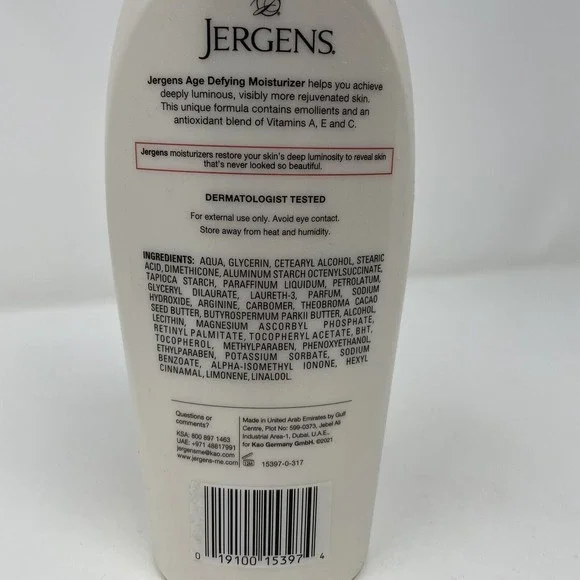 JERGENS®
Jergens Age Defying Moisturizer helps you achieve
deeply luminous, visibly more rejuvenated skin.
This unique formula contains emollients and an
antioxidant blend of Vitamins A, E and C.
Jergens moisturizers restore your skin's deep luminosity to reveal skin
that's never looked so beautiful.
DERMATOLOGIST TESTED
For external use only. Avoid eye contact.
Store away from heat and humidity.
INGREDIENTS: AQUA, GLYCERIN, CETEARYL ALCOHOL, STEARIC
ACID, DIMETHICONE, ALUMINUM STARCH OCTENYLSUCCINATE,
TAPIOCA STARCH, PARAFFINUM LIQUIDUM, PETROLATUM,
GLYCERYL DILAURATE, LAURETH-3, PARFUM, SODIUM
HYDROXIDE, ARGININE, CARBOMER, THEOBROMA CACAO
SEED BUTTER, BUTYROSPERMUM PARKII BUTTER, ALCOHOL,
LECITHIN, MAGNESIUM ASCORBYL PHOSPHATE,
RETINYL PALMITATE, TOCOPHERYL ACETATE, BHT,
TOCOPHEROL, METHYLPARABEN, PHENOXYETHANOL,
ETHYLPARABEN, POTASSIUM SORBATE, SODIUM
BENZOATE, ALPHA-ISOMETHYL IONONE, HEXYL
CINNAMAL, LIMONENE, LINALOOL.
Questions or
comments?
KSA: 800 897 1463
UAE: +971 48817991
jergensme@kao.com
www.jergens-me.com
Made in United Arab Emirates by Gulf
Centre, Plot No: 599-0373, Jebel Ali
Industrial Area-1, Dubai, U.A.E.,
for Kao Germany GmbH. ©2021
15397-0-317
0 19100 15397 4